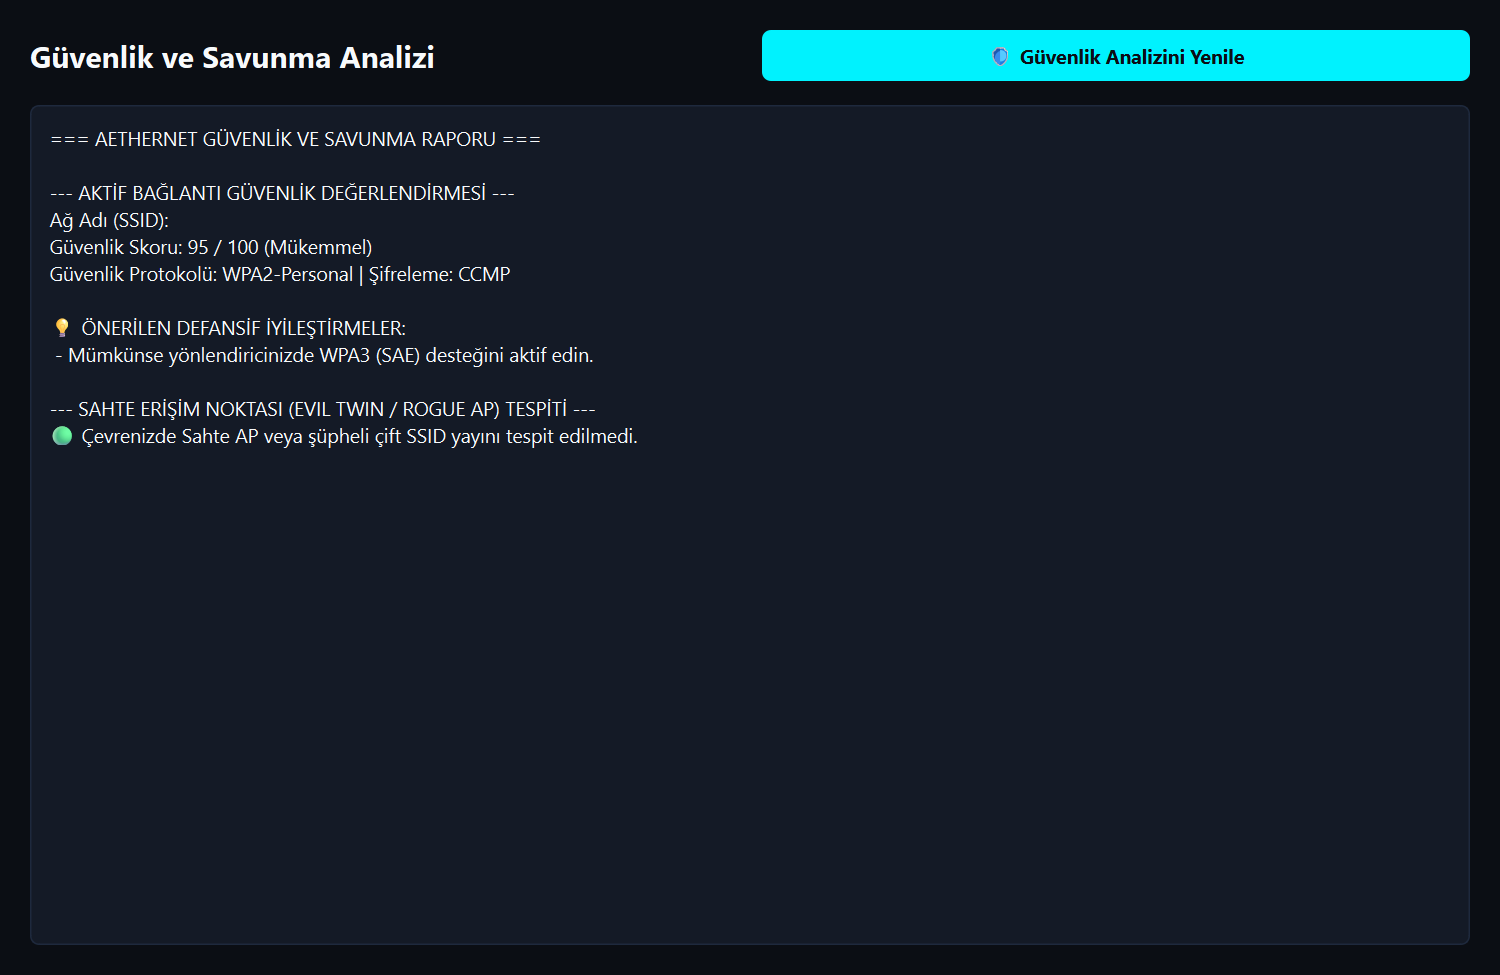 Güvenlik ve Savunma Analizi
Güvenlik Analizini Yenile
=== AETHERNET GÜVENLİK VE SAVUNMA RAPORU ===
--- AKTİF BAĞLANTI GÜVENLİK DEĞERLENDİRMESİ ---
Ağ Adı (SSID):
Güvenlik Skoru: 95 / 100 (Mükemmel)
Güvenlik Protokolü: WPA2-Personal | Şifreleme: CCMP
💡 ÖNERİLEN DEFANSİF İYİLEŞTİRMELER:
- Mümkünse yönlendiricinizde WPA3 (SAE) desteğini aktif edin.
--- SAHTE ERİŞİM NOKTASI (EVIL TWIN / ROGUE AP) TESPİTİ ---
🟢 Çevrenizde Sahte AP veya şüpheli çift SSID yayını tespit edilmedi.